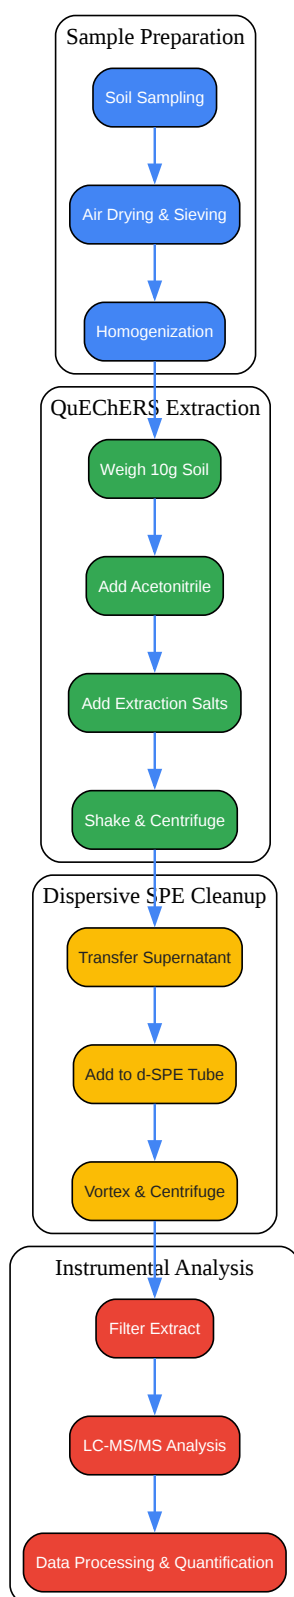 Sample Preparation
Soil Sampling
Air Drying & Sieving
Homogenization
QuEChERS Extraction
Weigh 10g Soil
Add Acetonitrile
Add Extraction Salts
Shake & Centrifuge
Dispersive SPE Cleanup
Transfer Supernatant
Add to d-SPE Tube
Vortex & Centrifuge
Instrumental Analysis
Filter Extract
LC-MS/MS Analysis
Data Processing & Quantification